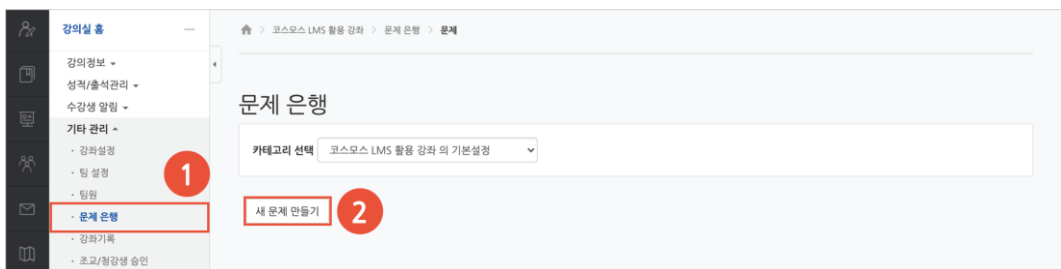 강의실 홈
코스모스 LMS 활용 강좌 > 문제 은행 > 문제
강의정보
성적/출석관리
수강생 알림
기타 관리
· 강좌설정
· 팀 설정
· 팀원
· 문제 은행
· 강좌기록
· 조교/청강생 승인
1
문제 은행
카테고리 선택 코스모스 LMS 활용 강좌 의 기본설정
새 문제 만들기
2